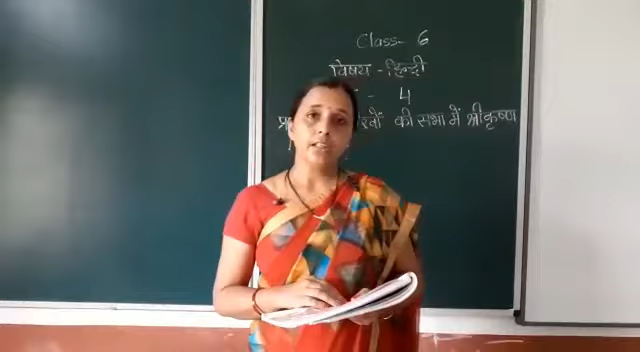 Class- 6
विषय - हिन्दी
- 4
की सभा में श्रीकृष्ण